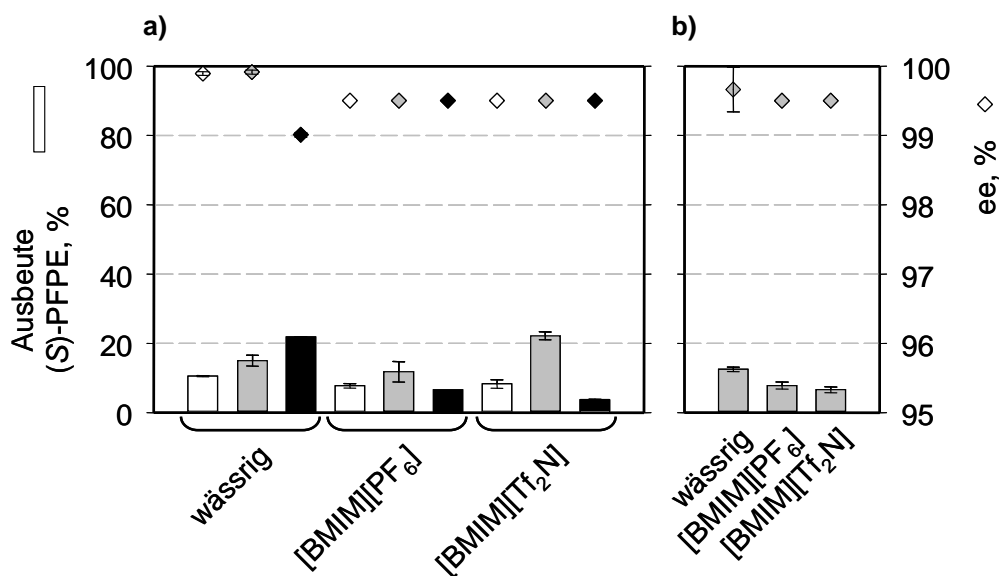 a)
b)
Ausbeute
(S)-PFPE, %
100
80
60
40
20
0
100
99
98
97
96
95
ee, %
wässrig
[BMIM][PF₆]
[BMIM][Tf₂N]
wässrig
[BMIM][PF₆]
[BMIM][Tf₂N]